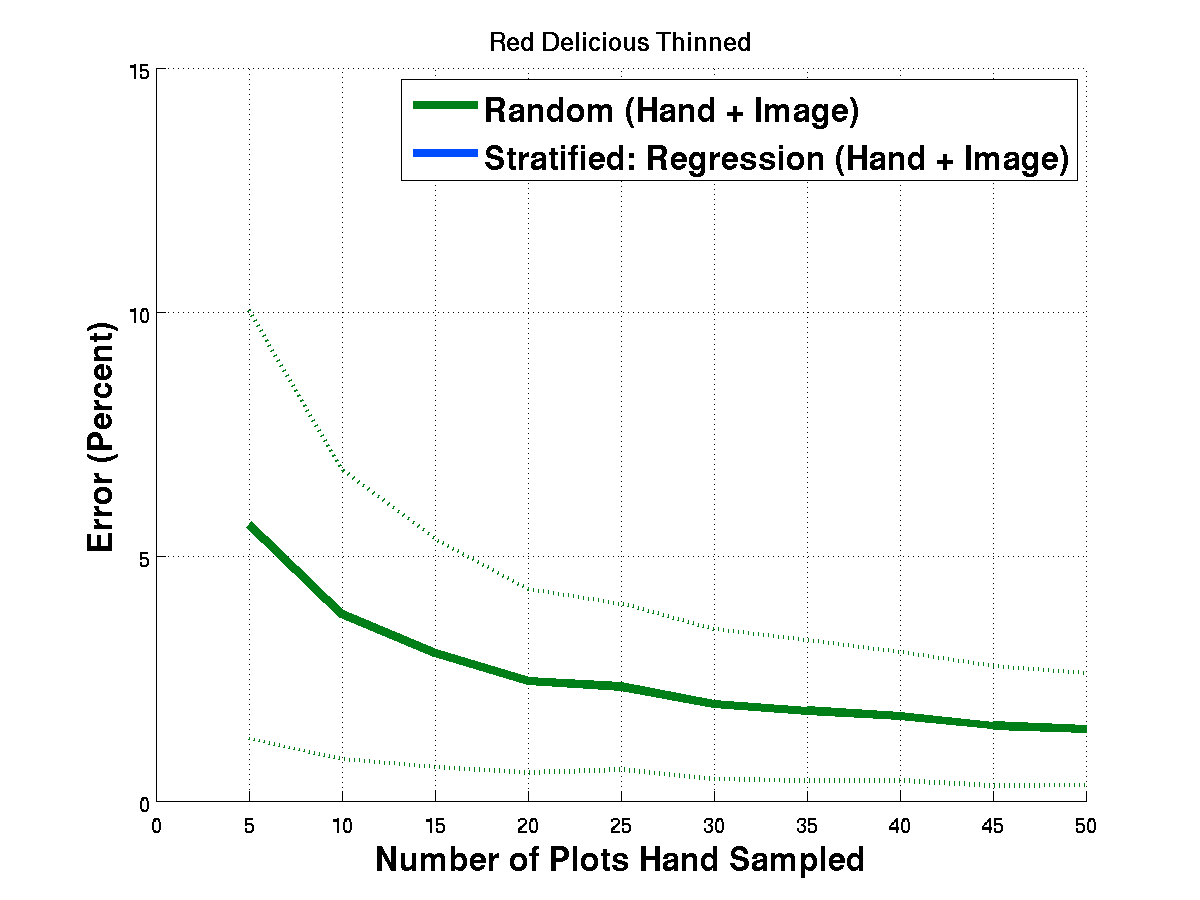 Red Delicious Thinned
15
Random (Hand + Image)
Stratified: Regression (Hand + Image)
10
Error (Percent)
5
0
0 5 10 15 20 25 30 35 40 45 50
Number of Plots Hand Sampled